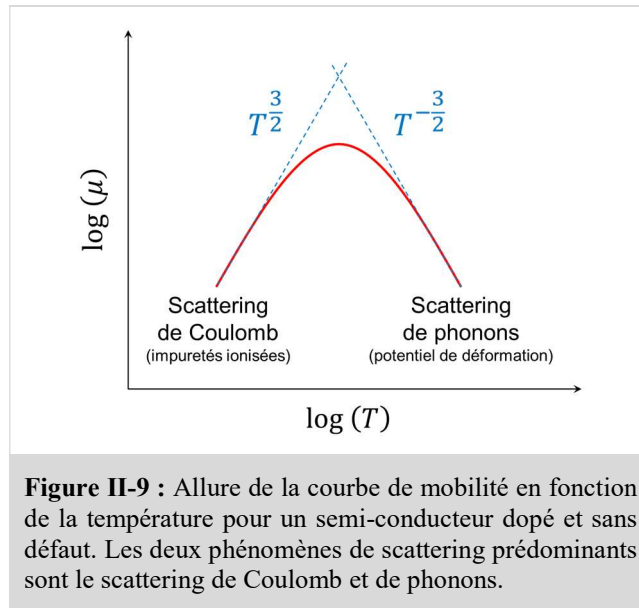 T^{3/2}
T^{-3/2}
log (μ)
Scattering
de Coulomb
(impuretés ionisées)
Scattering
de phonons
(potentiel de déformation)
log (T)
Figure II-9 : Allure de la courbe de mobilité en fonction
de la température pour un semi-conducteur dopé et sans
défaut. Les deux phénomènes de scattering prédominants
sont le scattering de Coulomb et de phonons.